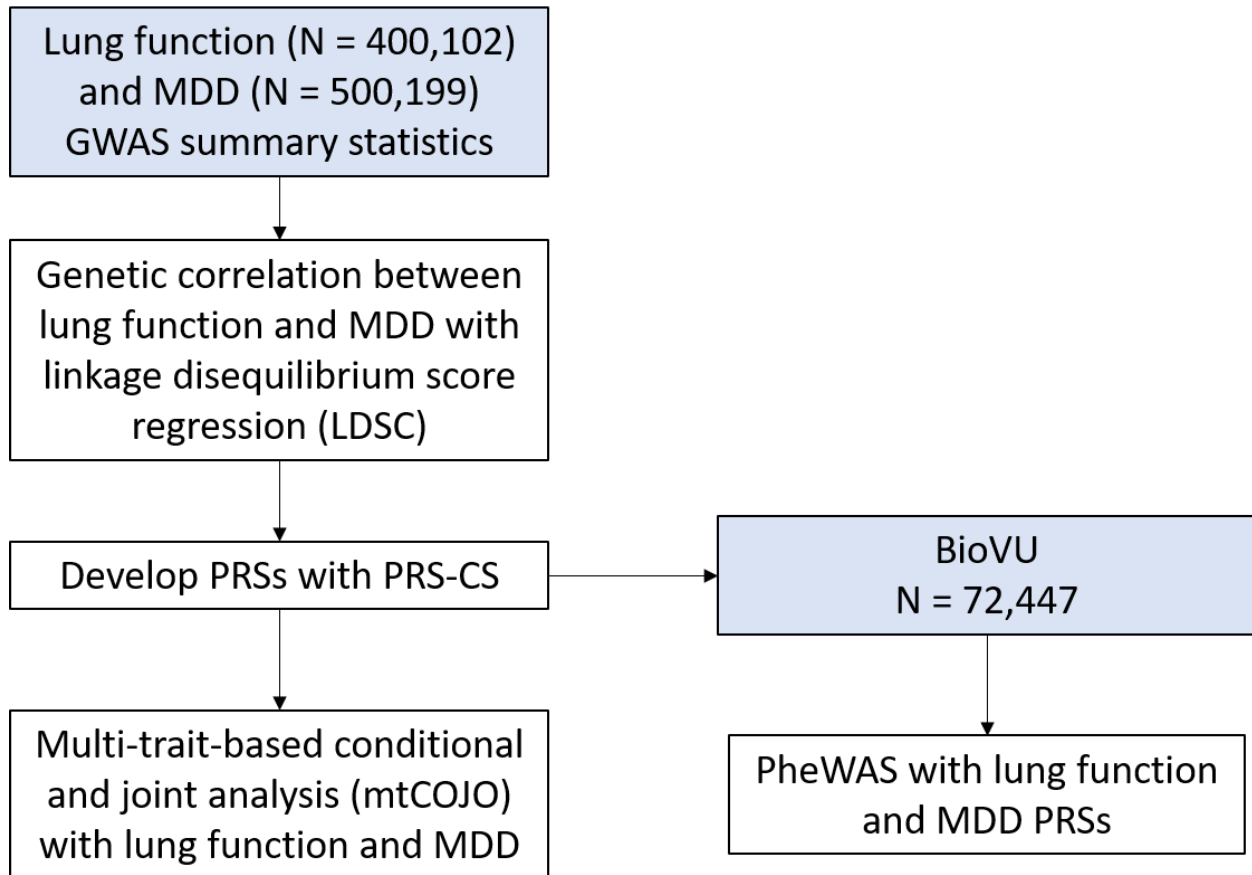 Lung function (N = 400,102)
and MDD (N = 500,199)
GWAS summary statistics
Genetic correlation between
lung function and MDD with
linkage disequilibrium score
regression (LDSC)
Develop PRSs with PRS-CS
BioVU
N = 72,447
Multi-trait-based conditional
and joint analysis (mtCOJO)
with lung function and MDD
PheWAS with lung function
and MDD PRSs